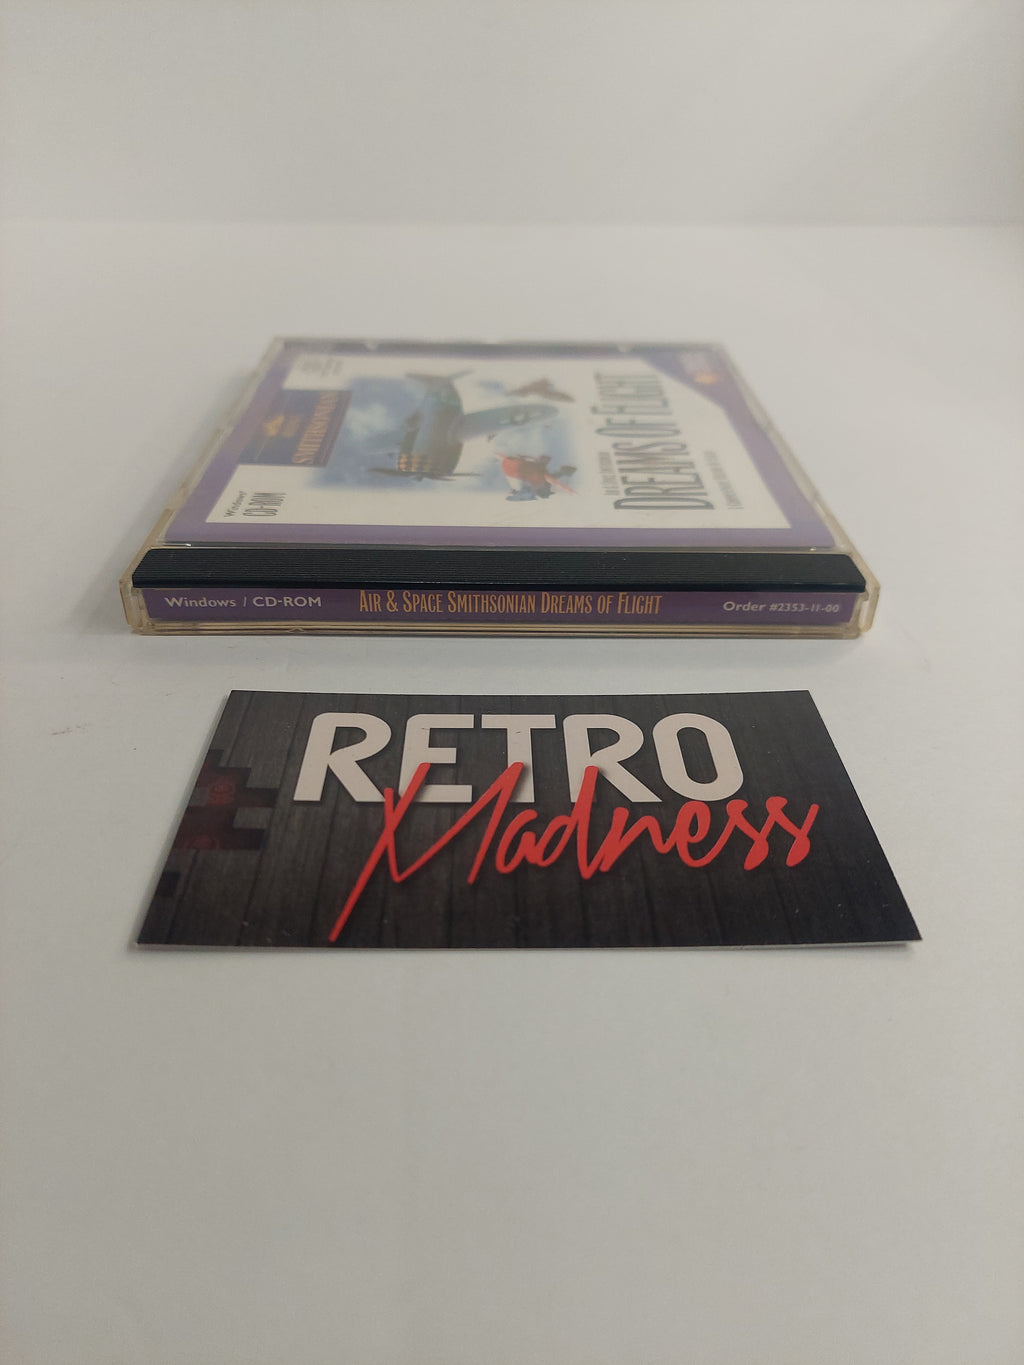 Windows
CD-ROM
SMITHSONIAN
DREAMS OF FLIGHT
Windows / CD-ROM
AIR & SPACE SMITHSONIAN DREAMS OF FLIGHT
Order #2353-11-00
RETRO
Madness